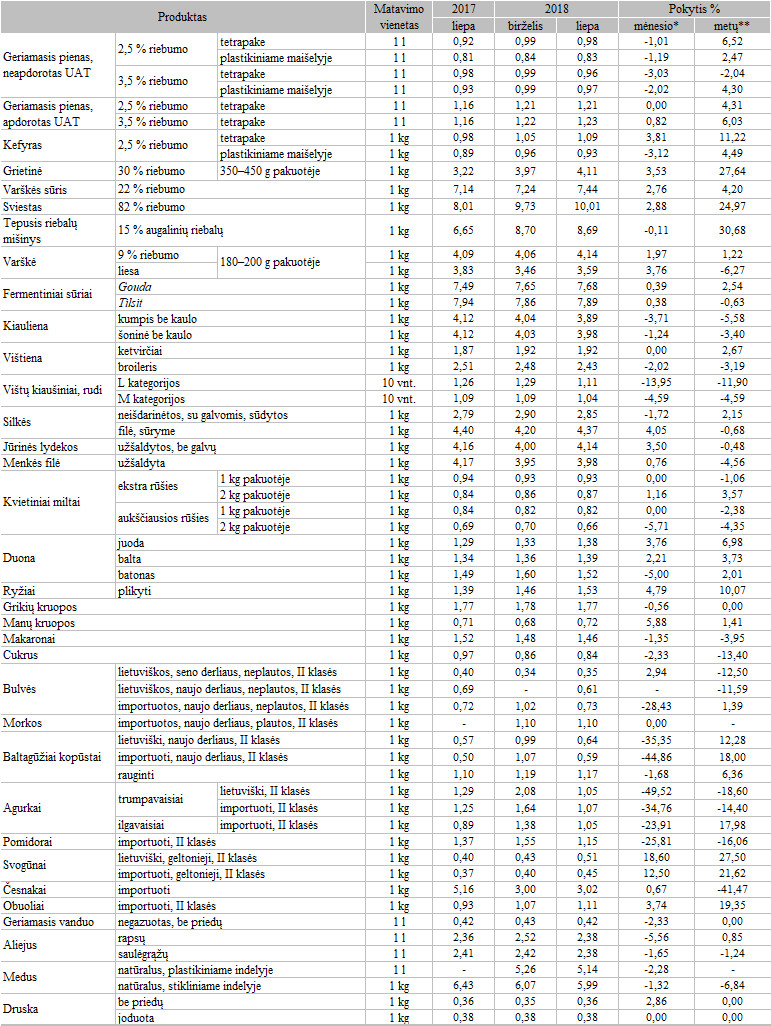 Produktas Matavimo vienetas 2017 2018 Pokytis %
liepa birželis liepa mėnesio* metų**
Geriamasis pienas, neapdorotas UAT 2,5 % riebumo tetrapake 1 l 0,92 0,99 0,98 -1,01 6,52
plastikiniame maišelyje 1 l 0,81 0,84 0,83 -1,19 2,47
3,5 % riebumo tetrapake 1 l 0,98 0,99 0,96 -3,03 -2,04
plastikiniame maišelyje 1 l 0,93 0,99 0,97 -2,02 4,30
Geriamasis pienas, apdorotas UAT 2,5 % riebumo tetrapake 1 l 1,16 1,21 1,21 0,00 4,31
3,5 % riebumo tetrapake 1 l 1,16 1,22 1,23 0,82 6,03
Kefyras 2,5 % riebumo tetrapake 1 kg 0,98 1,05 1,09 3,81 11,22
plastikiniame maišelyje 1 kg 0,89 0,96 0,93 -3,12 4,49
Grietinė 30 % riebumo 350–450 g pakuotėje 1 kg 3,22 3,97 4,11 3,53 27,64
Varškės sūris 22 % riebumo 1 kg 7,14 7,24 7,44 2,76 4,20
Sviestas 82 % riebumo 1 kg 8,01 9,73 10,01 2,88 24,97
Tepusis riebalų mišinys 15 % augalinių riebalų 1 kg 6,65 8,70 8,69 -0,11 30,68
Varškė 9 % riebumo 180–200 g pakuotėje 1 kg 4,09 4,06 4,14 1,97 1,22
liesa 1 kg 3,83 3,46 3,59 3,76 -6,27
Fermentiniai sūriai Gouda 1 kg 7,49 7,65 7,68 0,39 2,54
Tilsit 1 kg 7,94 7,86 7,89 0,38 -0,63
Kiauliena kumpis be kaulo 1 kg 4,12 4,04 3,89 -3,71 -5,58
šoninė be kaulo 1 kg 4,12 4,03 3,98 -1,24 -3,40
Vištiena ketvirčiai 1 kg 1,87 1,92 1,92 0,00 2,67
broileris 1 kg 2,51 2,48 2,43 -2,02 -3,19
Vištų kiaušiniai, rudi L kategorijos 10 vnt. 1,26 1,29 1,11 -13,95 -11,90
M kategorijos 10 vnt. 1,09 1,09 1,04 -4,59 -4,59
Silkės neišdarinėtos, su galvomis, sūdytos 1 kg 2,79 2,90 2,85 -1,72 2,15
filė, sūryme 1 kg 4,40 4,20 4,37 4,05 -0,68
Jūrinės lydekos užšaldytos, be galvų 1 kg 4,16 4,00 4,14 3,50 -0,48
Menkės filė užšaldyta 1 kg 4,17 3,95 3,98 0,76 -4,56
Kvietiniai miltai ekstra rūšies 1 kg pakuotėje 1 kg 0,94 0,93 0,93 0,00 -1,06
2 kg pakuotėje 1 kg 0,84 0,86 0,87 1,16 3,57
aukščiausios rūšies 1 kg pakuotėje 1 kg 0,84 0,82 0,82 0,00 -2,38
2 kg pakuotėje 1 kg 0,69 0,70 0,66 -5,71 -4,35
Duona juoda 1 kg 1,29 1,33 1,38 3,76 6,98
balta 1 kg 1,34 1,36 1,39 2,21 3,73
batonas 1 kg 1,49 1,60 1,52 -5,00 2,01
Ryžiai plikyti 1 kg 1,39 1,46 1,53 4,79 10,07
Grikių kruopos 1 kg 1,77 1,78 1,77 -0,56 0,00
Manų kruopos 1 kg 0,71 0,68 0,72 5,88 1,41
Makaronai 1 kg 1,52 1,48 1,46 -1,35 -3,95
Cukrus 1 kg 0,97 0,86 0,84 -2,33 -13,40
Bulvės lietuviškos, seno derliaus, neplautos, II klasės 1 kg 0,40 0,34 0,35 2,94 -12,50
lietuviškos, naujo derliaus, neplautos, II klasės 1 kg 0,69 - 0,61 - -11,59
importuotos, naujo derliaus, neplautos, II klasės 1 kg 0,72 1,02 0,73 -28,43 1,39
Morkos importuotos, naujo derliaus, plautos, II klasės 1 kg - 1,10 1,10 0,00 -
Baltagūžiai kopūstai lietuviški, naujo derliaus, II klasės 1 kg 0,57 0,99 0,64 -35,35 12,28
importuoti, naujo derliaus, II klasės 1 kg 0,50 1,07 0,59 -44,86 18,00
rauginti 1 kg 1,10 1,19 1,17 -1,68 6,36
Agurkai trumpavaisiai lietuviški, II klasės 1 kg 1,29 2,08 1,05 -49,52 -18,60
importuoti, II klasės 1 kg 1,25 1,64 1,07 -34,76 -14,40
ilgavaisiai importuoti, II klasės 1 kg 0,89 1,38 1,05 -23,91 17,98
Pomidorai importuoti, II klasės 1 kg 1,37 1,55 1,15 -25,81 -16,06
Svogūnai lietuviški, geltonieji, II klasės 1 kg 0,40 0,43 0,51 18,60 27,50
importuoti, geltonieji, II klasės 1 kg 0,37 0,40 0,45 12,50 21,62
Česnakai importuoti 1 kg 5,16 3,00 3,02 0,67 -41,47
Obuoliai importuoti, II klasės 1 kg 0,93 1,07 1,11 3,74 19,35
Geriamasis vanduo negazuotas, be priedų 1 l 0,42 0,43 0,42 -2,33 0,00
Aliejus rapsų 1 l 2,36 2,52 2,38 -5,56 0,85
saulėgrąžų 1 l 2,41 2,42 2,38 -1,65 -1,24
Medus natūralus, plastikiniame indelyje 1 l - 5,26 5,14 -2,28 -
natūralus, stikliniame indelyje 1 kg 6,43 6,07 5,99 -1,32 -6,84
Druska be priedų 1 kg 0,36 0,35 0,36 2,86 0,00
joduota 1 kg 0,38 0,38 0,38 0,00 0,00